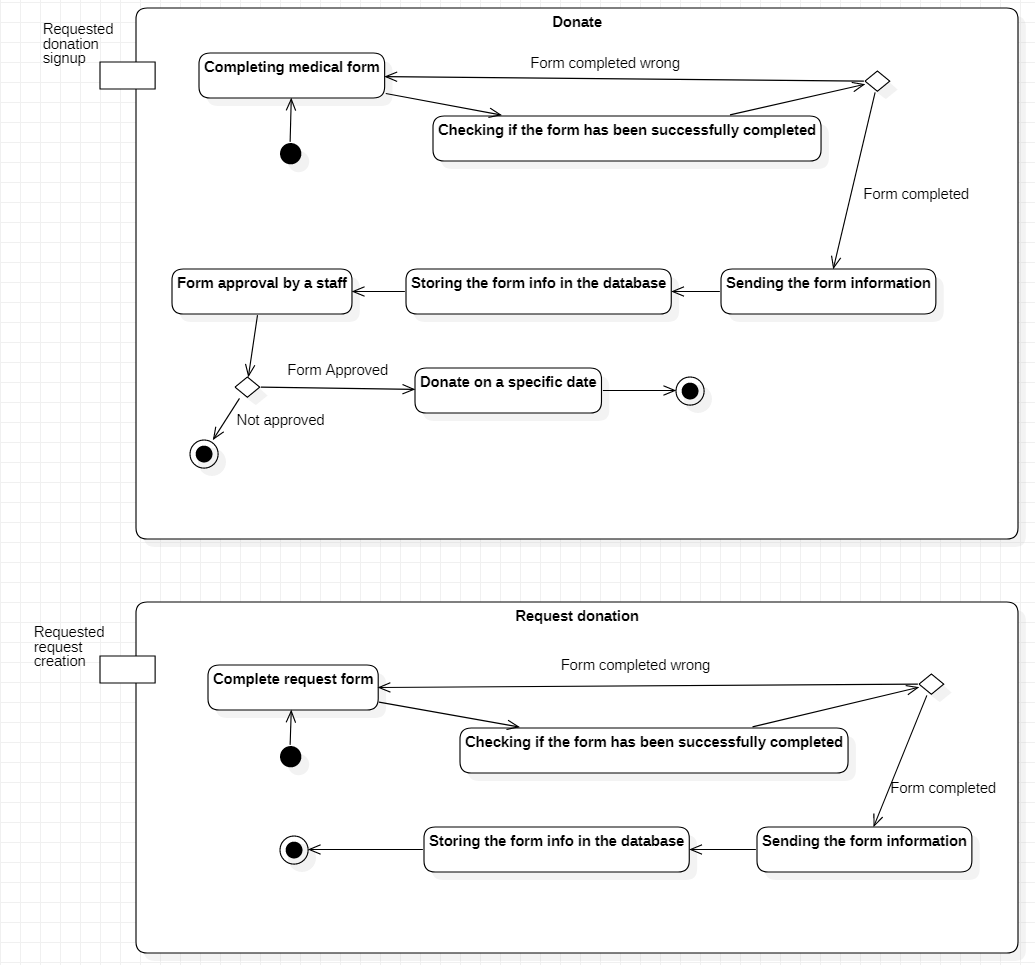 Donate
Requested
donation
signup
Completing medical form
Form completed wrong
Checking if the form has been successfully completed
Form completed
Form approval by a staff
Storing the form info in the database
Sending the form information
Form Approved
Donate on a specific date
Not approved
Request donation
Requested
request
creation
Complete request form
Form completed wrong
Checking if the form has been successfully completed
Form completed
Storing the form info in the database
Sending the form information